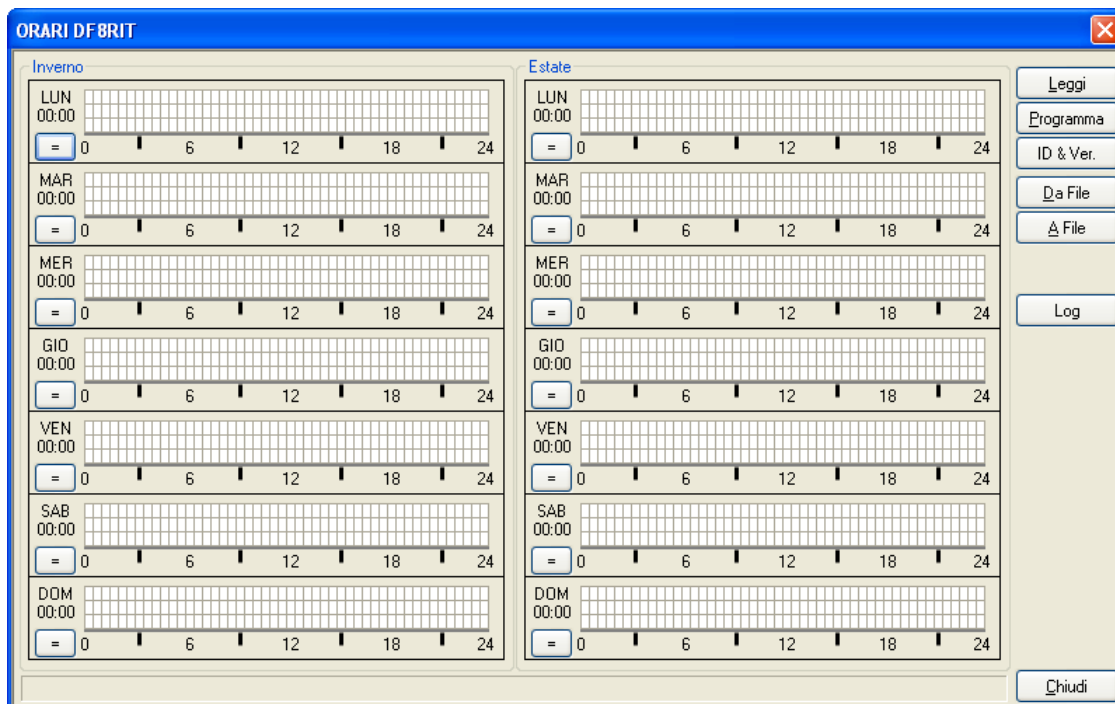 ORARI DF8RIT
Inverno
LUN
00:00
= 0 6 12 18 24
MAR
00:00
= 0 6 12 18 24
MER
00:00
= 0 6 12 18 24
GIO
00:00
= 0 6 12 18 24
VEN
00:00
= 0 6 12 18 24
SAB
00:00
= 0 6 12 18 24
DOM
00:00
= 0 6 12 18 24
Estate
LUN
00:00
= 0 6 12 18 24
MAR
00:00
= 0 6 12 18 24
MER
00:00
= 0 6 12 18 24
GIO
00:00
= 0 6 12 18 24
VEN
00:00
= 0 6 12 18 24
SAB
00:00
= 0 6 12 18 24
DOM
00:00
= 0 6 12 18 24
Leggi
Programma
ID & Ver.
Da File
A File
Log
Chiudi